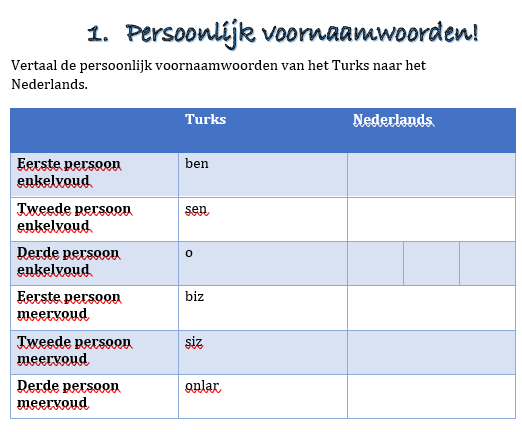 1. Persoonlijk voornaamwoorden!
Vertaal de persoonlijk voornaamwoorden van het Turks naar het
Nederlands.
Turks Nederlands
Eerste persoon ben
enkelvoud
Tweede persoon sen
enkelvoud
Derde persoon o
enkelvoud
Eerste persoon biz
meervoud
Tweede persoon siz
meervoud
Derde persoon onlar
meervoud